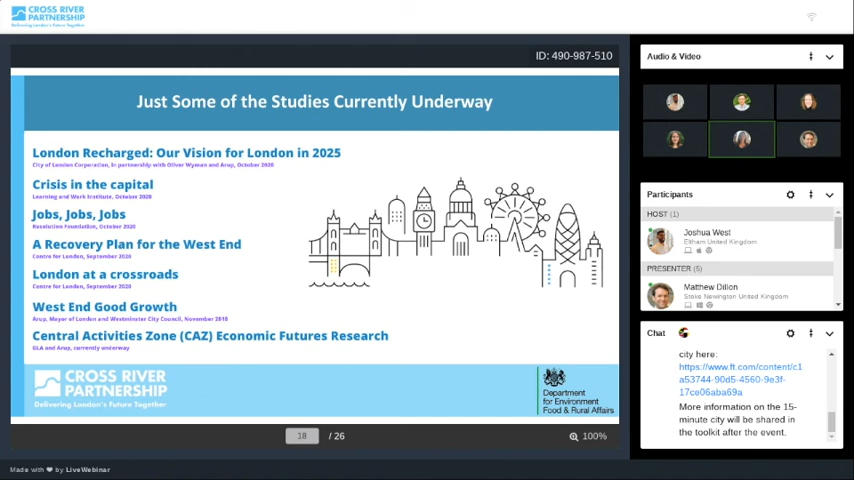 CROSS RIVER
PARTNERSHIP
Delivering London's Future Together
ID: 490-987-510
Just Some of the Studies Currently Underway
London Recharged: Our Vision for London in 2025
City of London Corporation, in partnership with Oliver Wyman and Arup, October 2020
Crisis in the capital
Learning and Work Institute, October 2020
Jobs, Jobs, Jobs
Resolution Foundation, October 2020
A Recovery Plan for the West End
Centre for London, September 2020
London at a crossroads
Centre for London, September 2020
West End Good Growth
Arup, Mayor of London and Westminster City Council, November 2018
Central Activities Zone (CAZ) Economic Futures Research
GLA and Arup, currently underway
CROSS RIVER
PARTNERSHIP
Delivering London's Future Together
Department
for Environment
Food & Rural Affairs
18 / 26
100%
Made with ❤ by LiveWebinar
Audio & Video
Participants
HOST (1)
Joshua West
Eltham United Kingdom
PRESENTER (5)
Matthew Dillon
Stoke Newington United Kingdom
Chat
city here:
https://www.ft.com/content/c1
a53744-90d5-4560-9e3f-
17ce06aba69a
More information on the 15-
minute city will be shared in
the toolkit after the event.